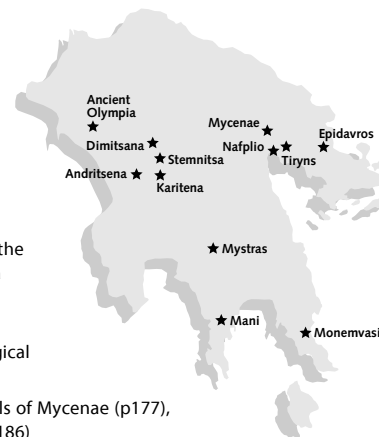 Ancient
Olympia
Mycenae
Epidavros
Dimitsana
Nafplio
Tiryns
Stemnitsa
Andritsena
Karitena
the
Mystras
Mani
Monemvasi
gical
ls of Mycenae (p177),
186)